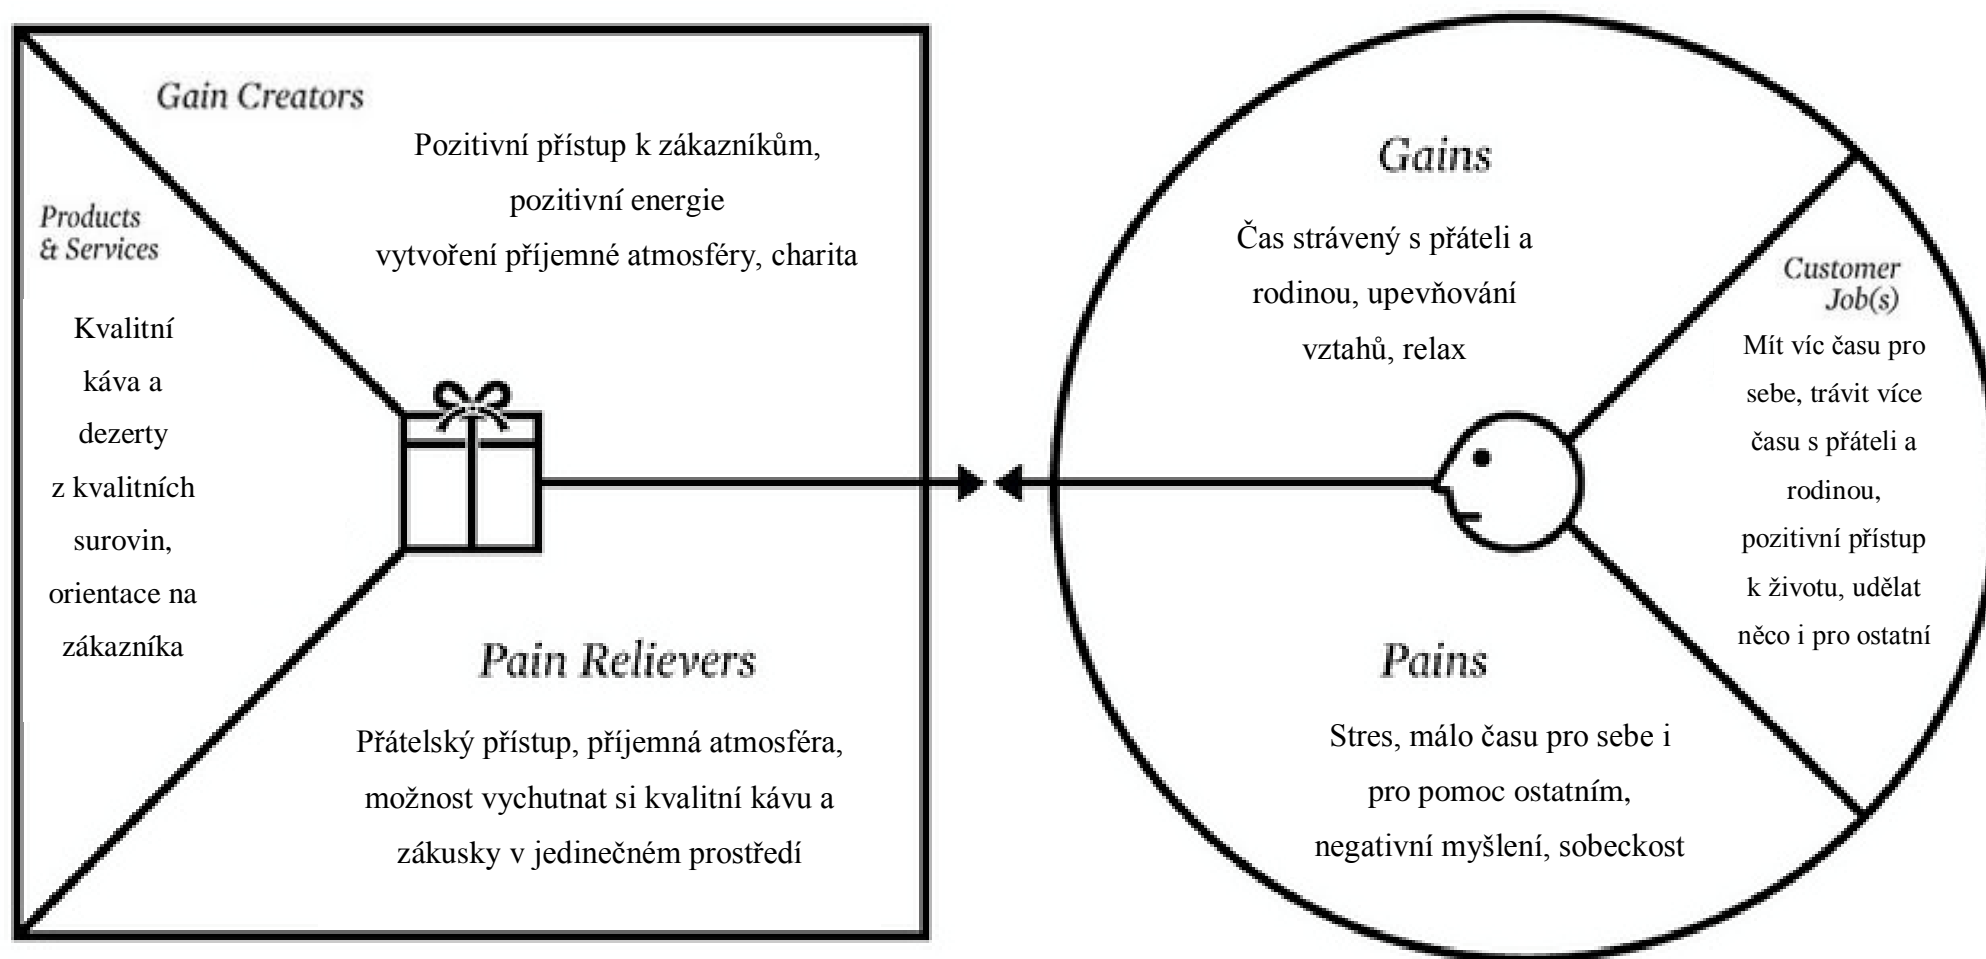 Gain Creators
Pozitivní přístup k zákazníkům,
pozitivní energie
vytvoření příjemné atmosféry, charita
Products
& Services
Kvalitní
káva a
dezerty
z kvalitních
surovin,
orientace na
zákazníka
Pain Relievers
Přátelský přístup, příjemná atmosféra,
možnost vychutnat si kvalitní kávu a
zákusky v jedinečném prostředí
Gains
Čas strávený s přáteli a
rodinou, upevňování
vztahů, relax
Customer
Job(s)
Mít víc času pro
sebe, trávit více
času s přáteli a
rodinou,
pozitivní přístup
k životu, udělat
něco i pro ostatní
Pains
Stres, málo času pro sebe i
pro pomoc ostatním,
negativní myšlení, sobeckost